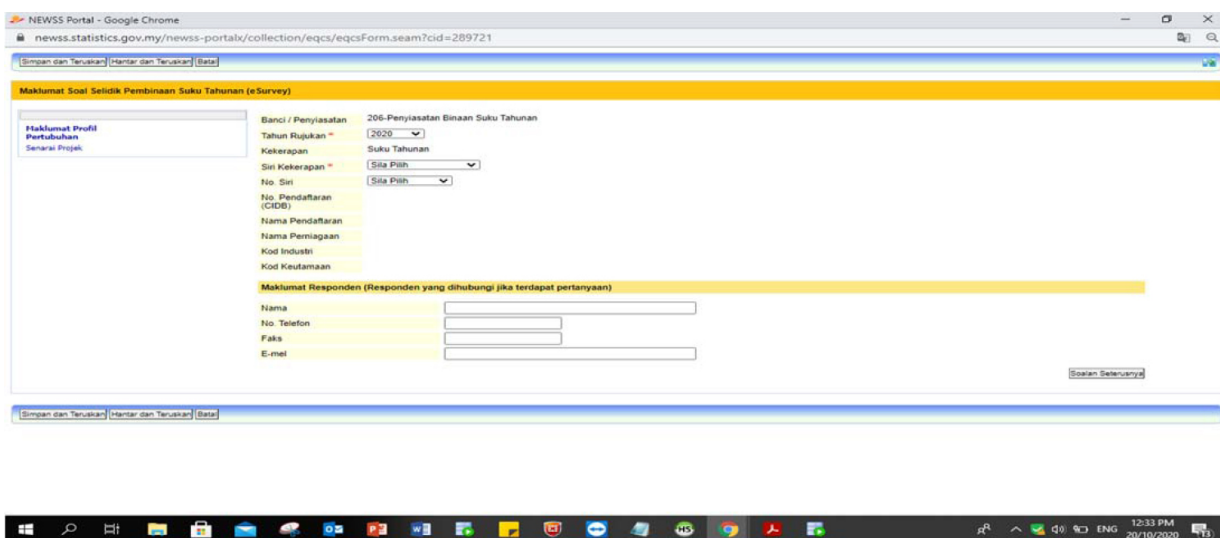 NEWSS Portal - Google Chrome
newss.statistics.gov.my/newss-portalx/collection/eqcs/eqcsForm.seam?cid=289721
Simpan dan Teruskan Hantar dan Teruskan Batal
Maklumat Soal Selidik Pembinaan Suku Tahunan (eSurvey)
Maklumat Profil
Pertubuhan
Senarai Projek
Banci / Penyiasatan 206-Penyiasatan Binaan Suku Tahunan
Tahun Rujukan * 2020
Kekerapan Suku Tahunan
Siri Kekerapan * Sila Pilih
No. Siri Sila Pilih
No. Pendaftaran
(CIDB)
Nama Pendaftaran
Nama Perniagaan
Kod Industri
Kod Keutamaan
Maklumat Responden (Responden yang dihubungi jika terdapat pertanyaan)
Nama
No. Telefon
Faks
E-mel
Soalan Seterusnya
Simpan dan Teruskan Hantar dan Teruskan Batal
ENG 12:33 PM
20/10/2020